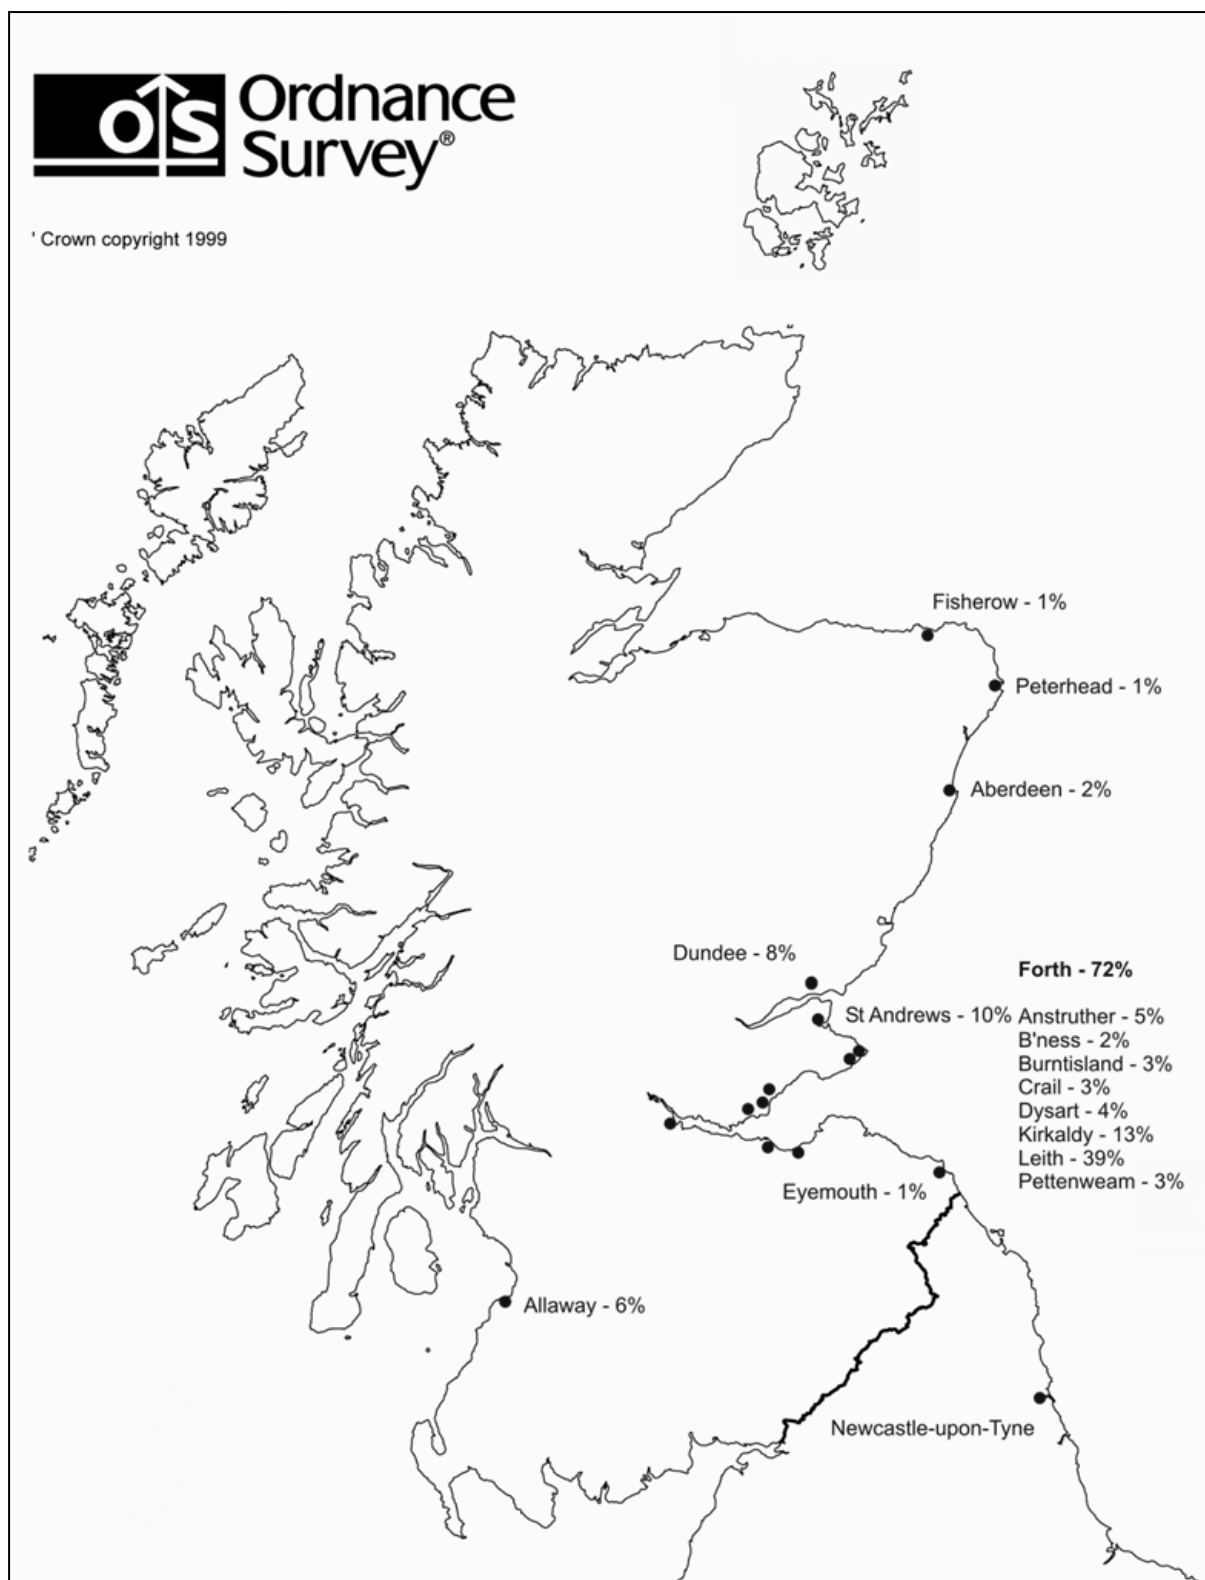 OS Ordnance
Survey®
' Crown copyright 1999
Fisherow - 1%
Peterhead - 1%
Aberdeen - 2%
Dundee - 8%
Forth - 72%
St Andrews - 10%
Anstruther - 5%
B'ness - 2%
Burntisland - 3%
Crail - 3%
Dysart - 4%
Kirkaldy - 13%
Leith - 39%
Pettenweam - 3%
Eyemouth - 1%
Allaway - 6%
Newcastle-upon-Tyne